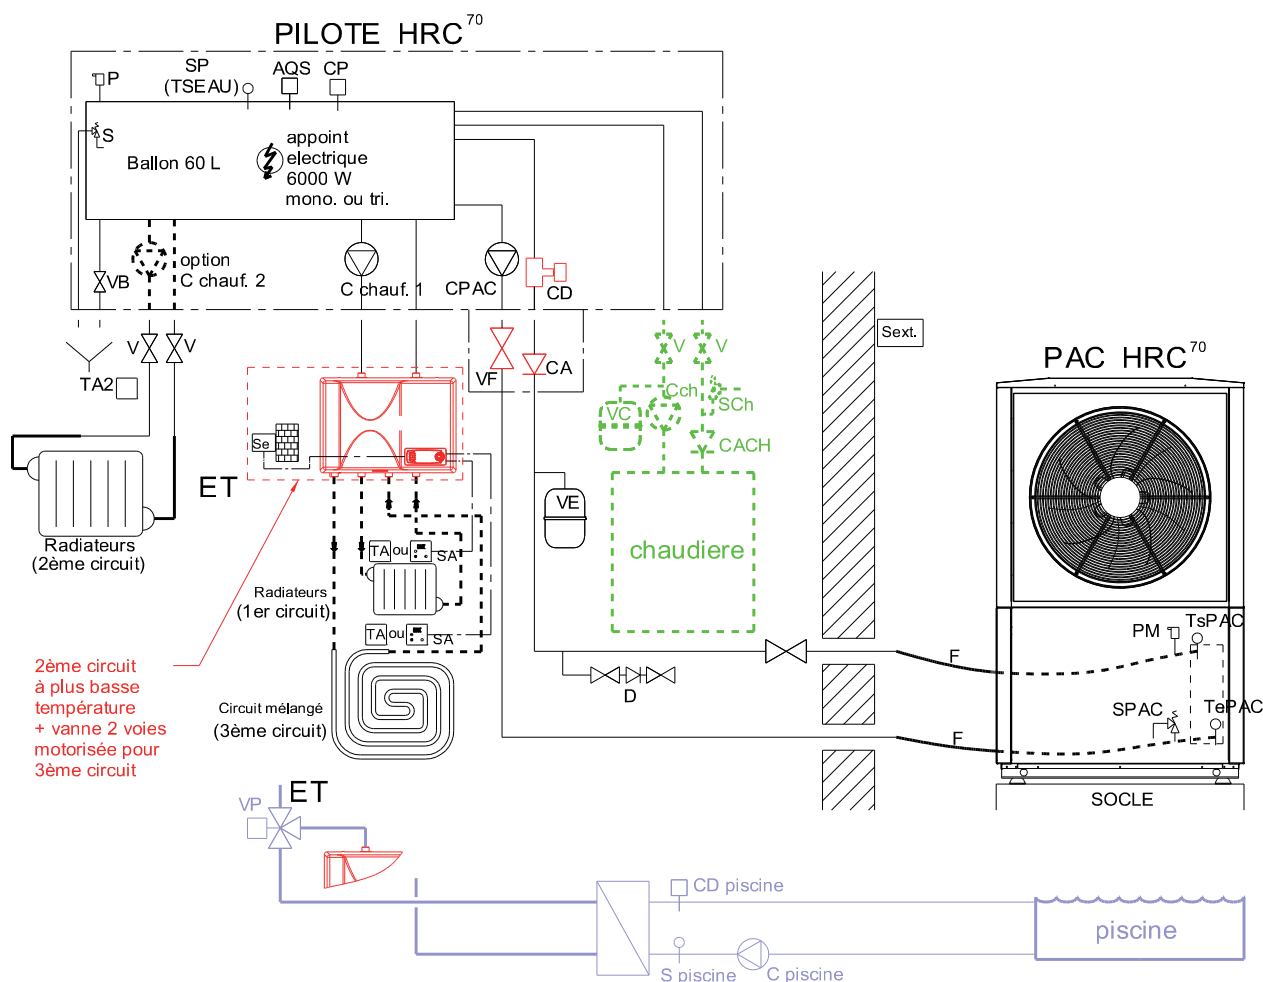 PILOTE HRC70
SP
(TSEAU)
AQS
CP
P
S
Ballon 60 L
appoint
electrique
6000 W
mono. ou tri.
option
C chauf. 2
VB
C chauf. 1
CPAC
CD
V
V
TA2
VF
CA
V
V
Cch
SCh
VC
CACH
Sext.
PAC HRC70
Se
ET
VE
chaudiere
Radiateurs
(2ème circuit)
TA
ou
SA
Radiateurs
(1er circuit)
TA
ou
SA
PM
TsPAC
F
D
SPAC
TePAC
F
SOCLE
2ème circuit
à plus basse
température
+ vanne 2 voies
motorisée pour
3ème circuit
Circuit mélangé
(3ème circuit)
ET
VP
CD piscine
piscine
S piscine
C piscine